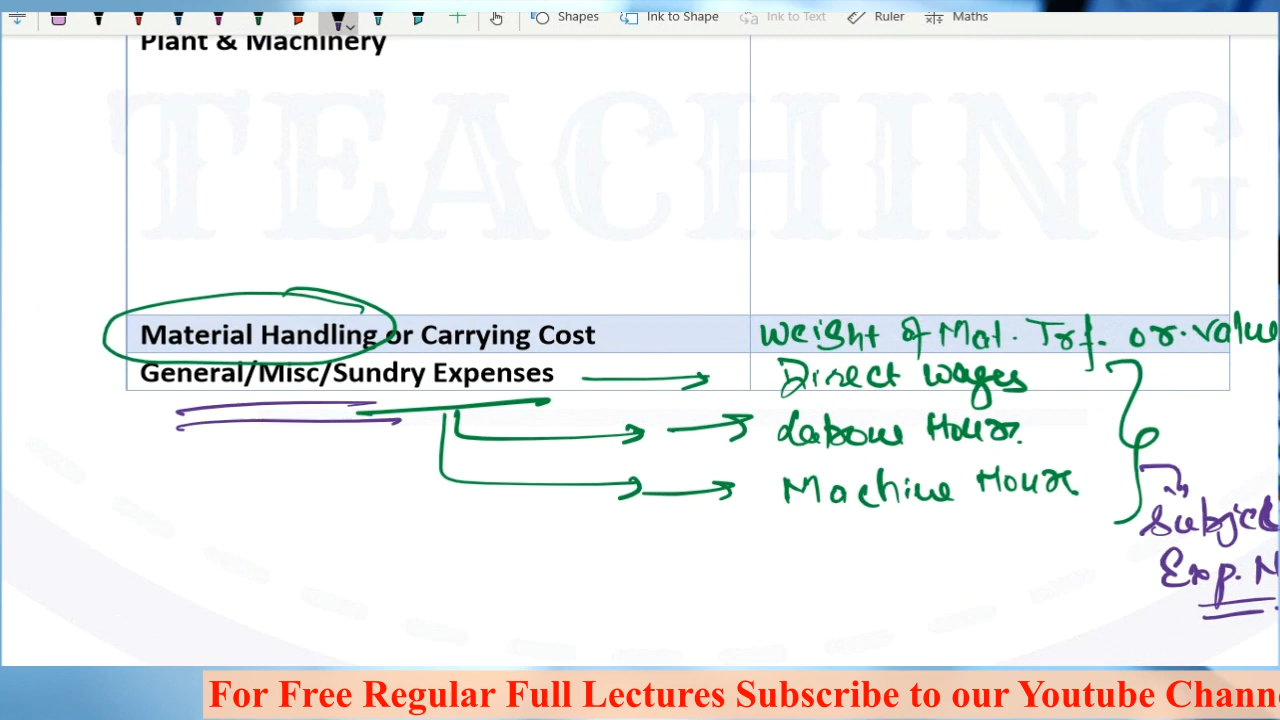 Shapes Ink to Shape Ink to Text Ruler Maths
Plant & Machinery
TEACHING
Material Handling or Carrying Cost Weight of Mat. Trf. or. value
General/Misc/Sundry Expenses Direct wages
Labour Hour.
Machine Hour
Subject
Exp. N
For Free Regular Full Lectures Subscribe to our Youtube Chann